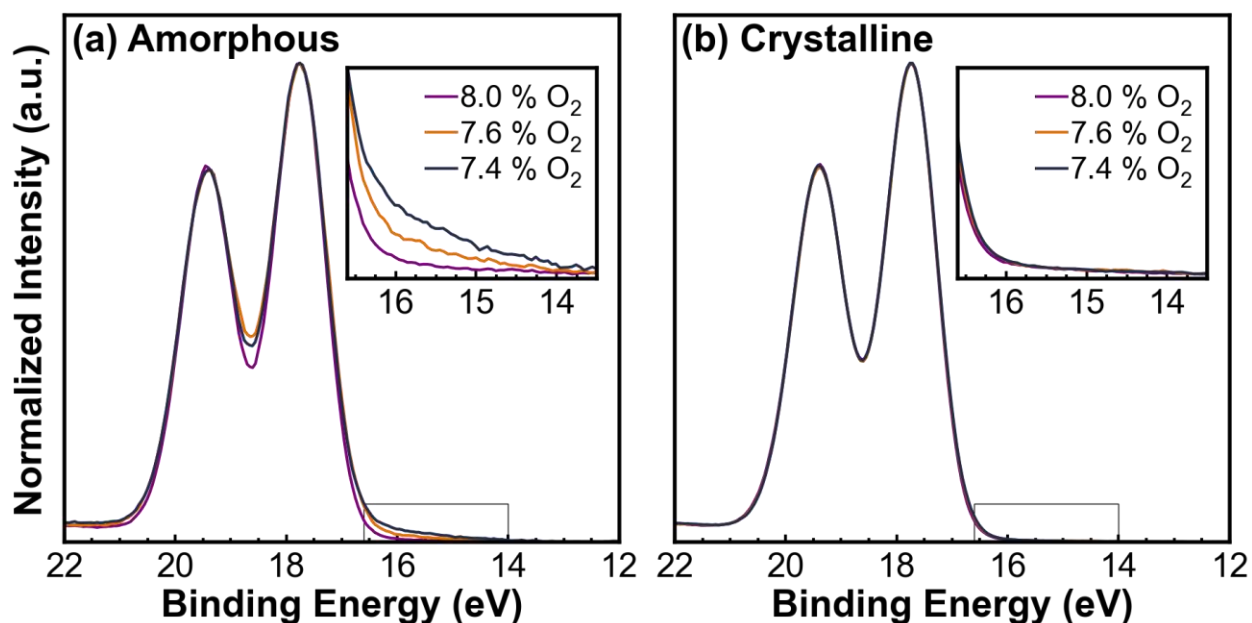 (a) Amorphous
8.0 % O₂
7.6 % O₂
7.4 % O₂
16 15 14
22 20 18 16 14 12
Binding Energy (eV)
Normalized Intensity (a.u.)
(b) Crystalline
8.0 % O₂
7.6 % O₂
7.4 % O₂
16 15 14
22 20 18 16 14 12
Binding Energy (eV)